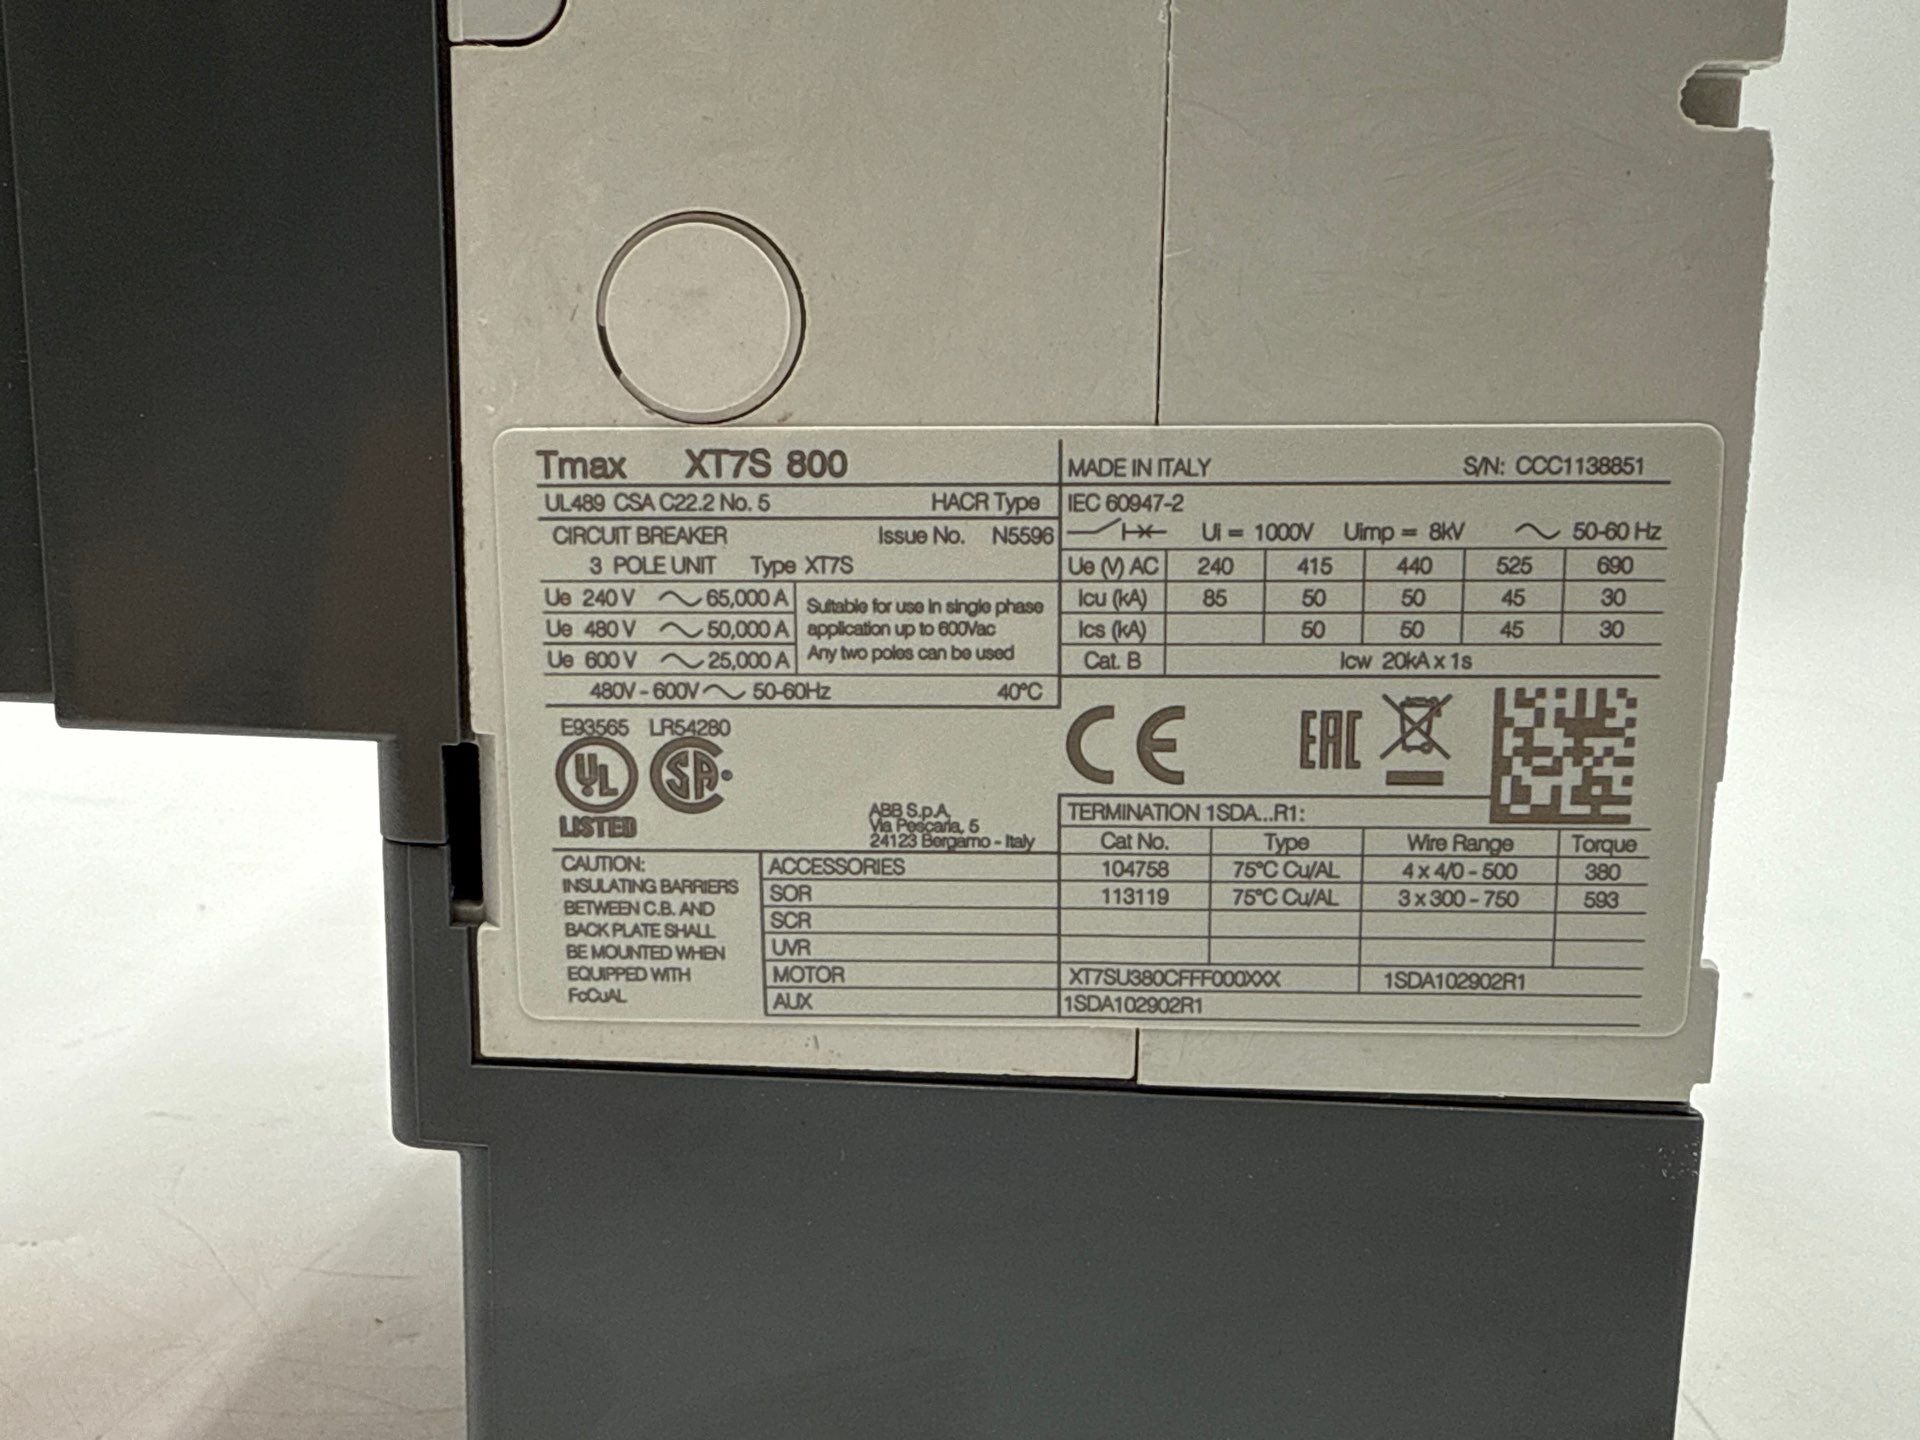 Tmax XT7S 800
UL489 CSA C22.2 No. 5 HACR Type
CIRCUIT BREAKER Issue No. N5596
3 POLE UNIT Type XT7S
Ue 240 V 65,000 A
Ue 480 V 50,000 A
Ue 600 V 25,000 A
Suitable for use in single phase
application up to 600Vac
Any two poles can be used
480V - 600V 50-60Hz 40°C
E93565 LR54280
UL SA
LISTED
ABB S.p.A.
Via Pescaria, 5
24123 Bergamo - Italy
CAUTION:
INSULATING BARRIERS
BETWEEN C.B. AND
BACK PLATE SHALL
BE MOUNTED WHEN
EQUIPPED WITH
FcCuAL
ACCESSORIES
SOR
SCR
UVR
MOTOR
AUX
MADE IN ITALY S/N: CCC1138851
IEC 60947-2
Ui = 1000V Uimp = 8kV 50-60 Hz
Ue (V) AC 240 415 440 525 690
Icu (kA) 85 50 50 45 30
Ics (kA) 50 50 45 30
Cat. B Icw 20kA x 1s
CE EAC
TERMINATION 1SDA...R1:
Cat No. Type Wire Range Torque
104758 75°C Cu/AL 4 x 4/0 - 500 380
113119 75°C Cu/AL 3 x 300 - 750 593
XT7SU380CFFF000XXX 1SDA102902R1
1SDA102902R1